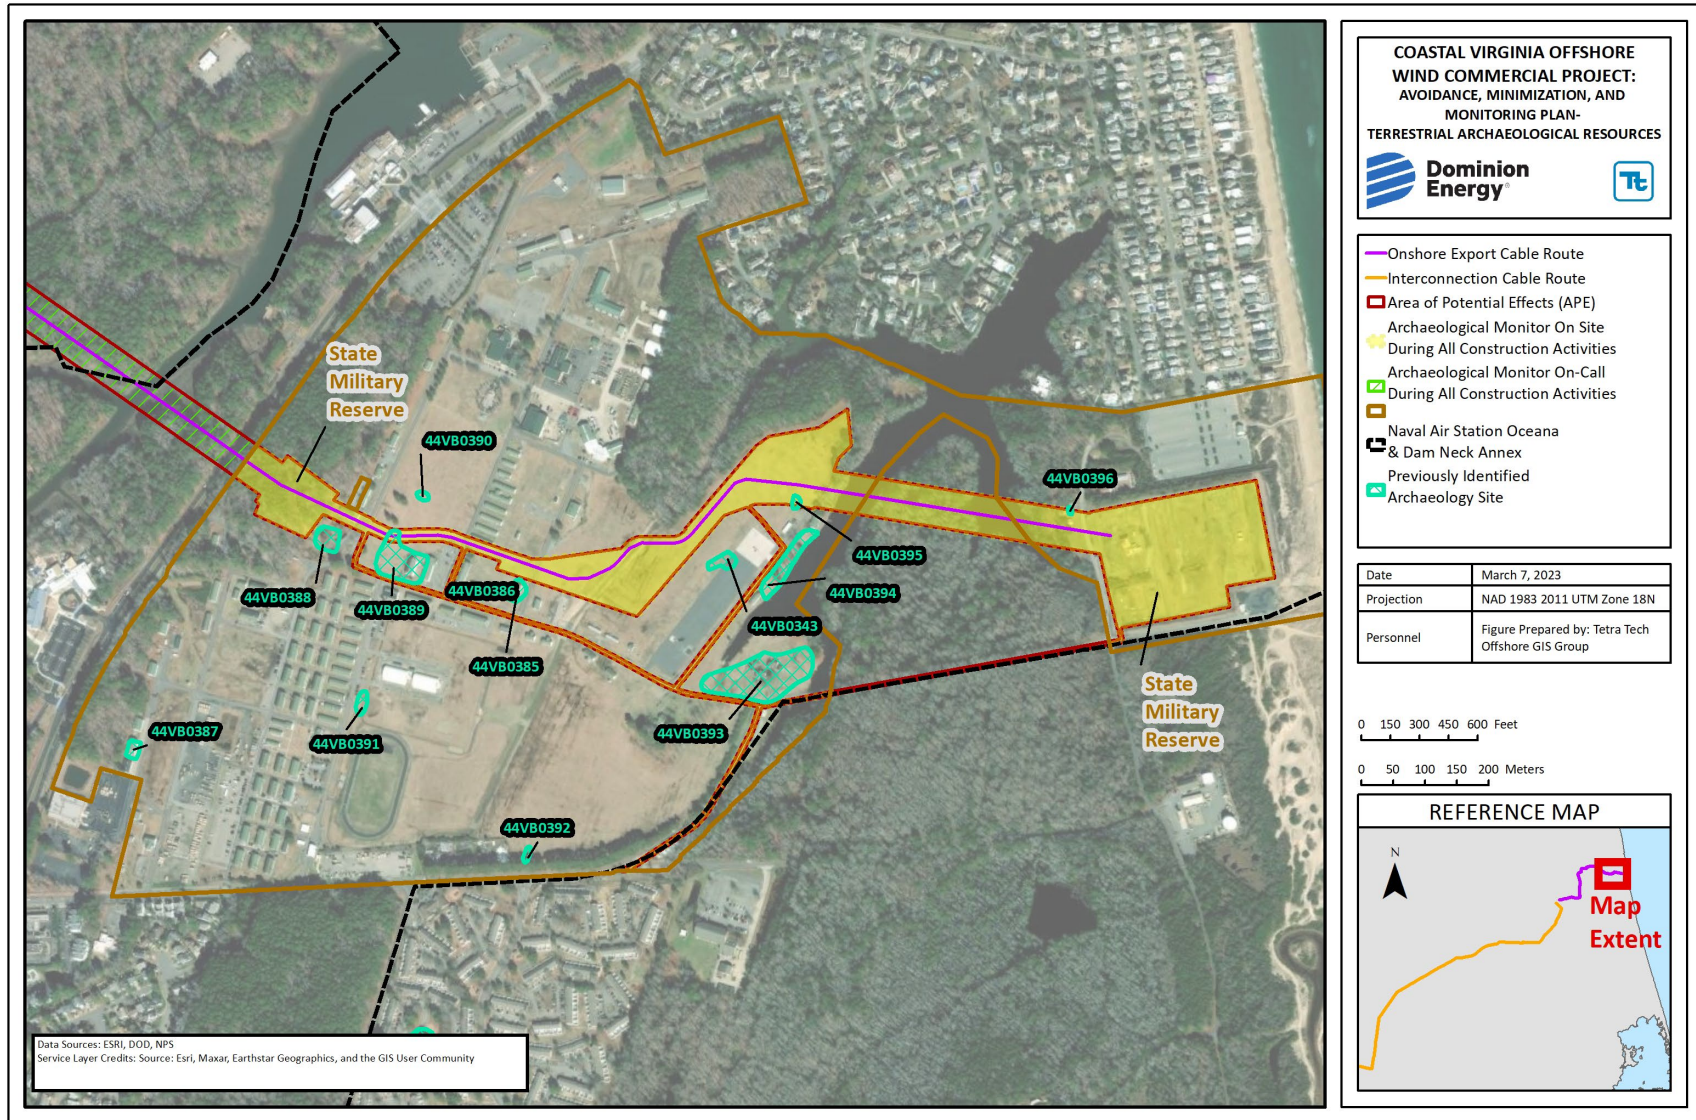 COASTAL VIRGINIA OFFSHORE
WIND COMMERCIAL PROJECT:
AVOIDANCE, MINIMIZATION, AND
MONITORING PLAN-
TERRESTRIAL ARCHAEOLOGICAL RESOURCES
Dominion
Energy®
Tt
Onshore Export Cable Route
Interconnection Cable Route
Area of Potential Effects (APE)
Archaeological Monitor On Site
During All Construction Activities
Archaeological Monitor On-Call
During All Construction Activities
Naval Air Station Oceana
& Dam Neck Annex
Previously Identified
Archaeology Site
Date March 7, 2023
Projection NAD 1983 2011 UTM Zone 18N
Personnel Figure Prepared by: Tetra Tech
Offshore GIS Group
0 150 300 450 600 Feet
0 50 100 150 200 Meters
REFERENCE MAP
N
Map
Extent
State
Military
Reserve
44VB0390
44VB0396
44VB0395
44VB0388
44VB0389
44VB0386
44VB0394
44VB0343
44VB0385
State
Military
Reserve
44VB0387
44VB0391
44VB0393
44VB0392
Data Sources: ESRI, DOD, NPS
Service Layer Credits: Source: Esri, Maxar, Earthstar Geographics, and the GIS User Community